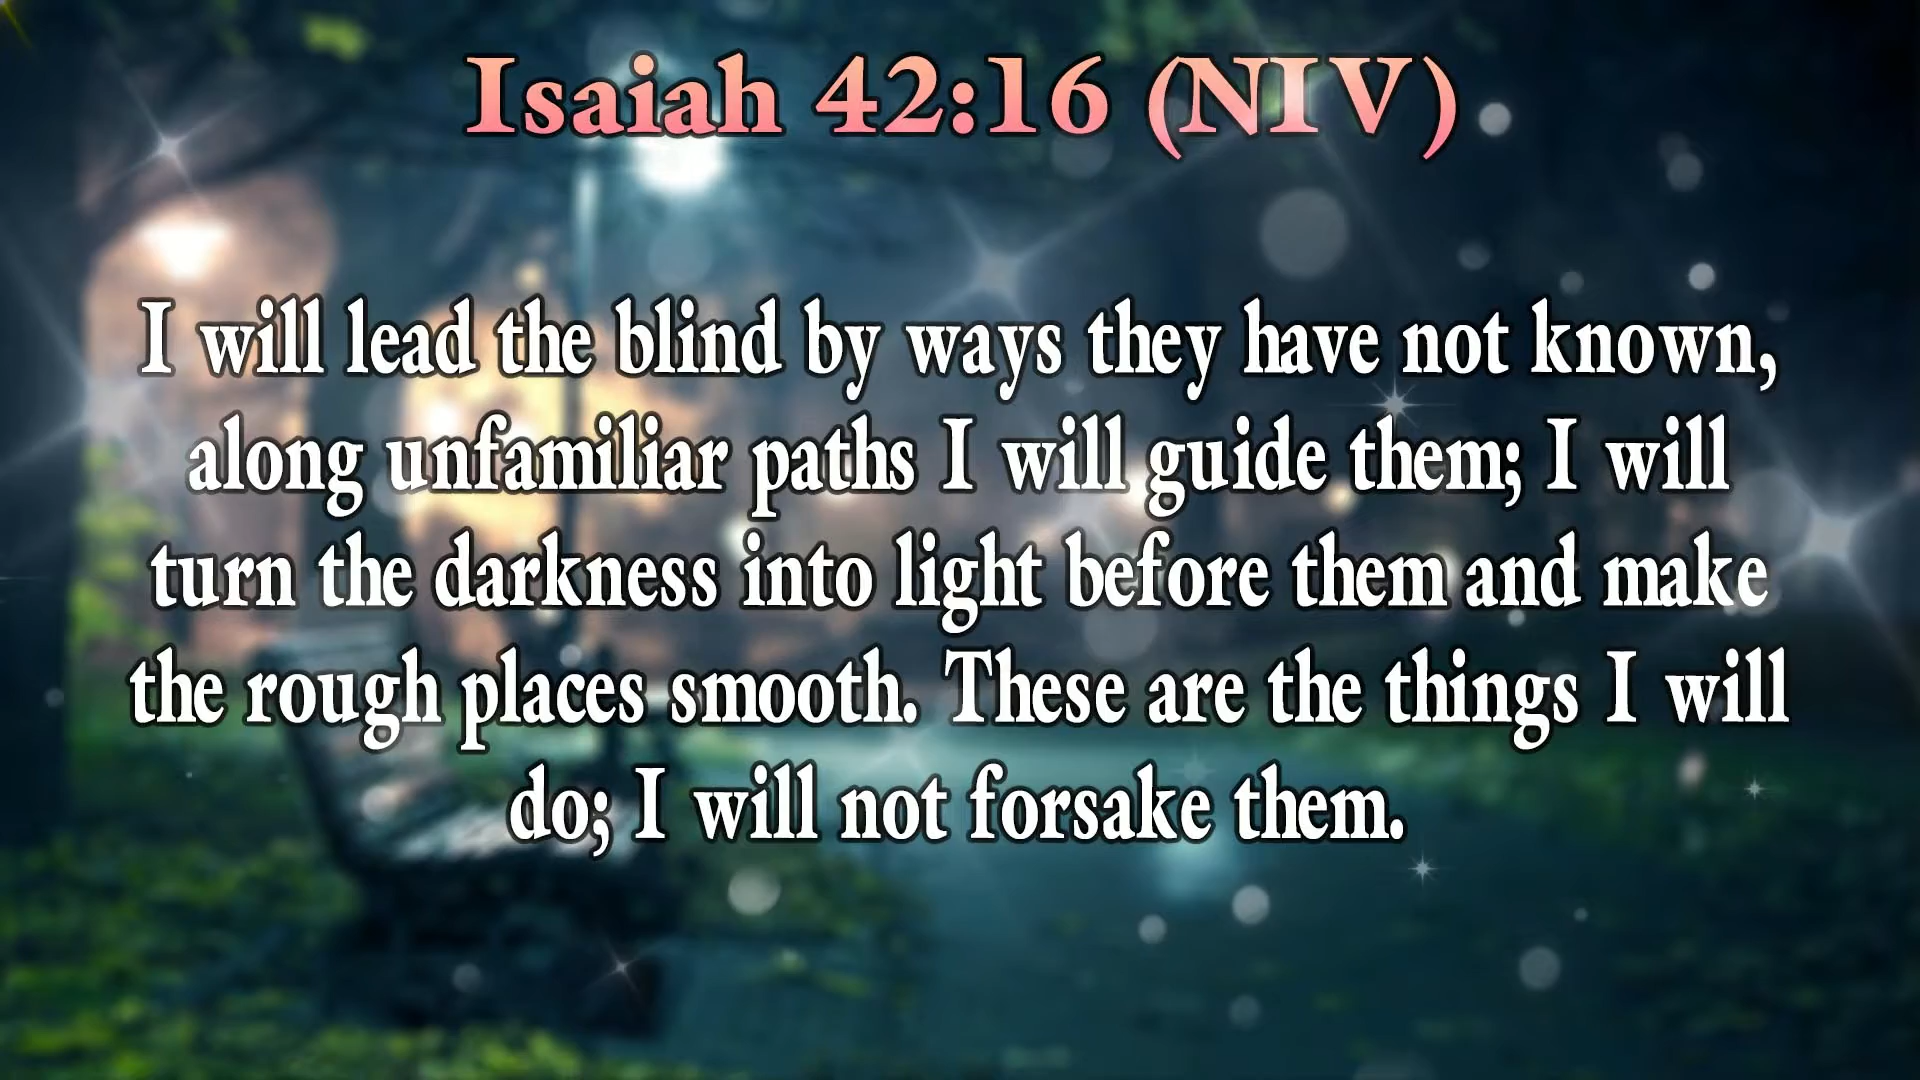 Isaiah 42:16 (NIV)
I will lead the blind by ways they have not known,
along unfamiliar paths I will guide them; I will
turn the darkness into light before them and make
the rough places smooth. These are the things I will
do; I will not forsake them.